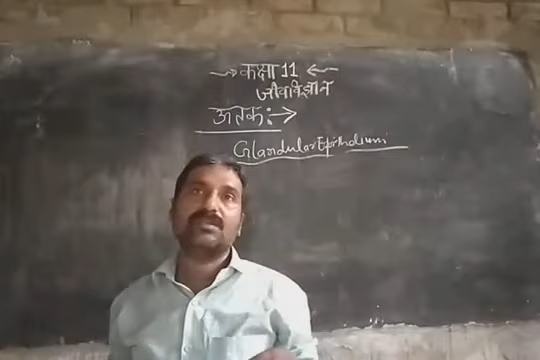 → कक्षा 11 ←
जीवविज्ञान
ऊतक :→
Glandular Epithelium